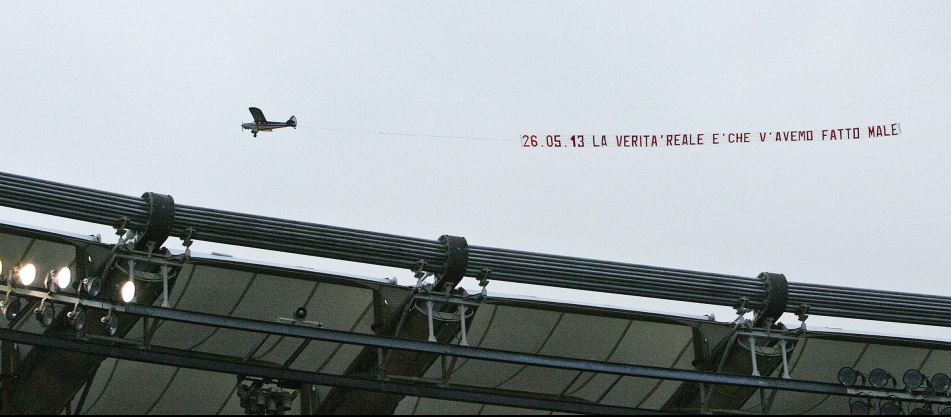 26.05.13 LA VERITA'REALE E'CHE V'AVEMO FATTO MALE